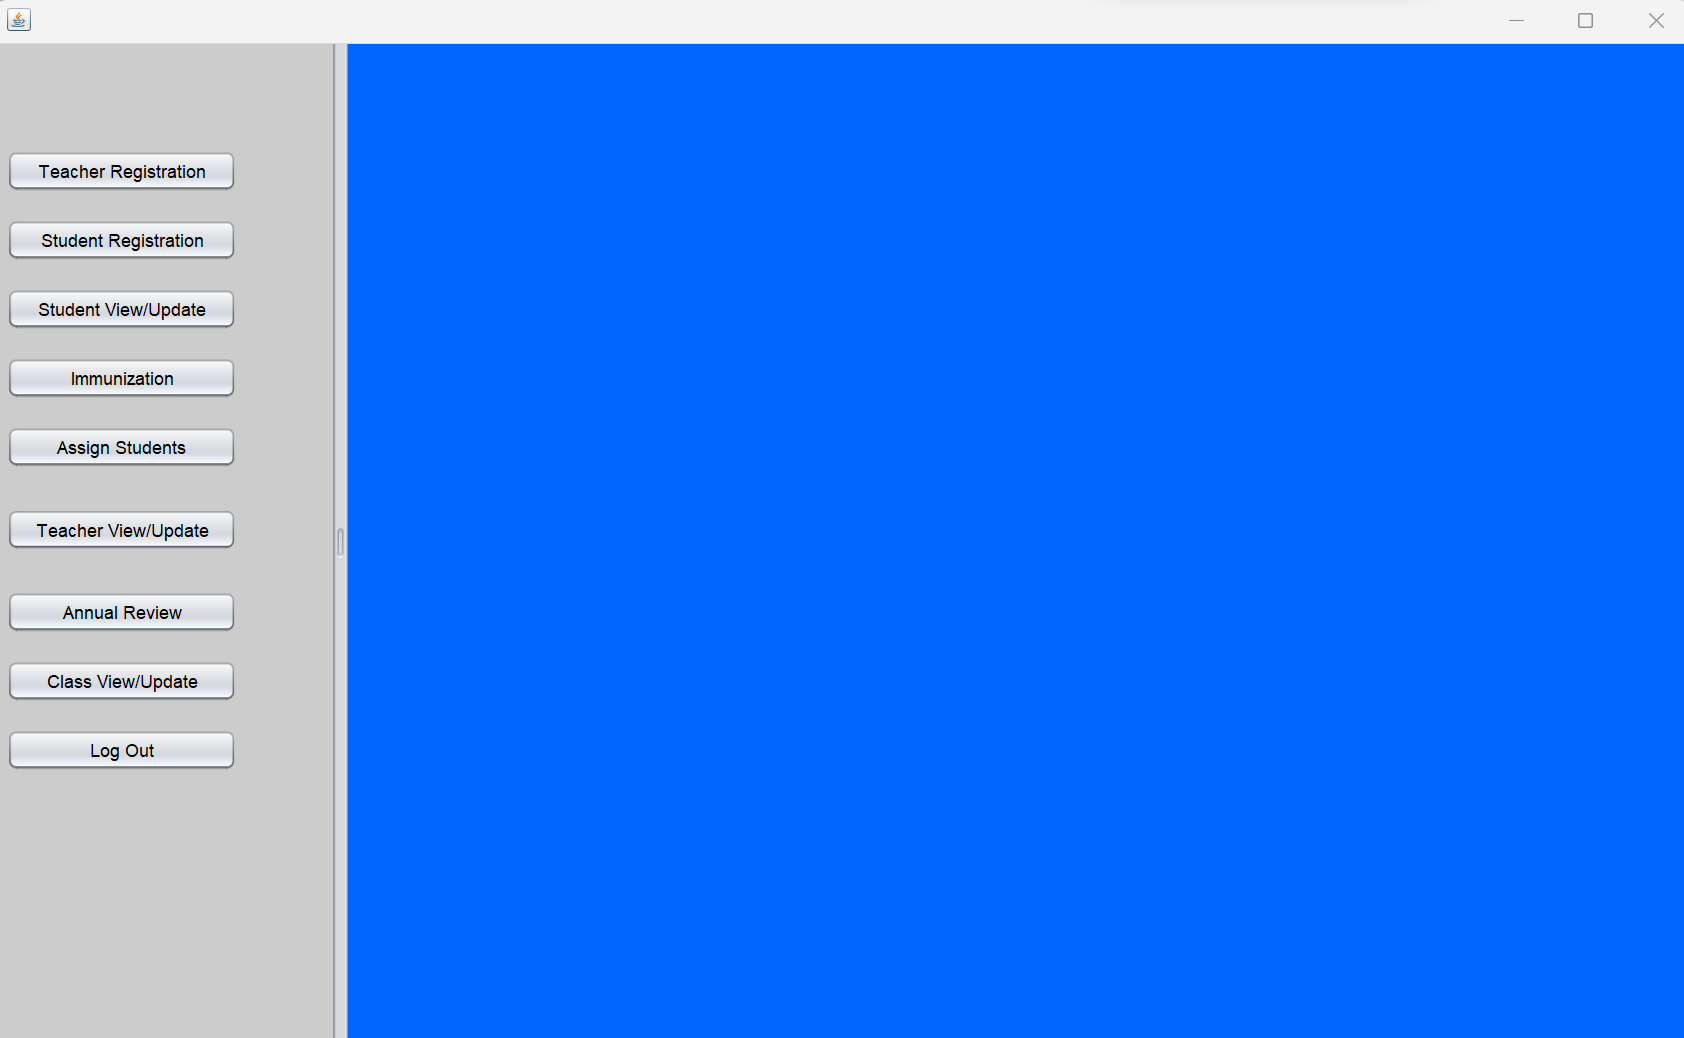 Teacher Registration
Student Registration
Student View/Update
Immunization
Assign Students
Teacher View/Update
Annual Review
Class View/Update
Log Out